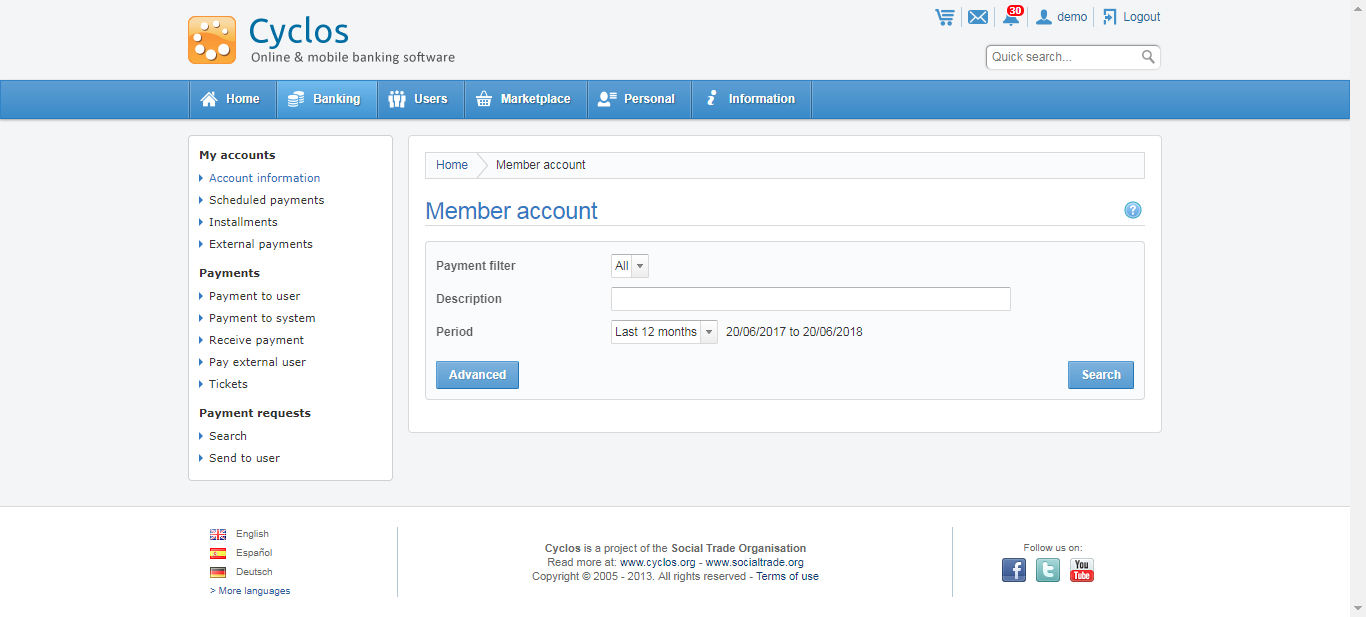 Cyclos
Online & mobile banking software
30
demo
Logout
Quick search...
Home
Banking
Users
Marketplace
Personal
Information
My accounts
Account information
Scheduled payments
Installments
External payments
Payments
Payment to user
Payment to system
Receive payment
Pay external user
Tickets
Payment requests
Search
Send to user
Home
Member account
Member account
?
Payment filter
All
Description
Period
Last 12 months
20/06/2017 to 20/06/2018
Advanced
Search
English
Español
Deutsch
> More languages
Cyclos is a project of the Social Trade Organisation
Read more at: www.cyclos.org - www.socialtrade.org
Copyright © 2005 - 2013. All rights reserved - Terms of use
Follow us on:
f
t
You
Tube